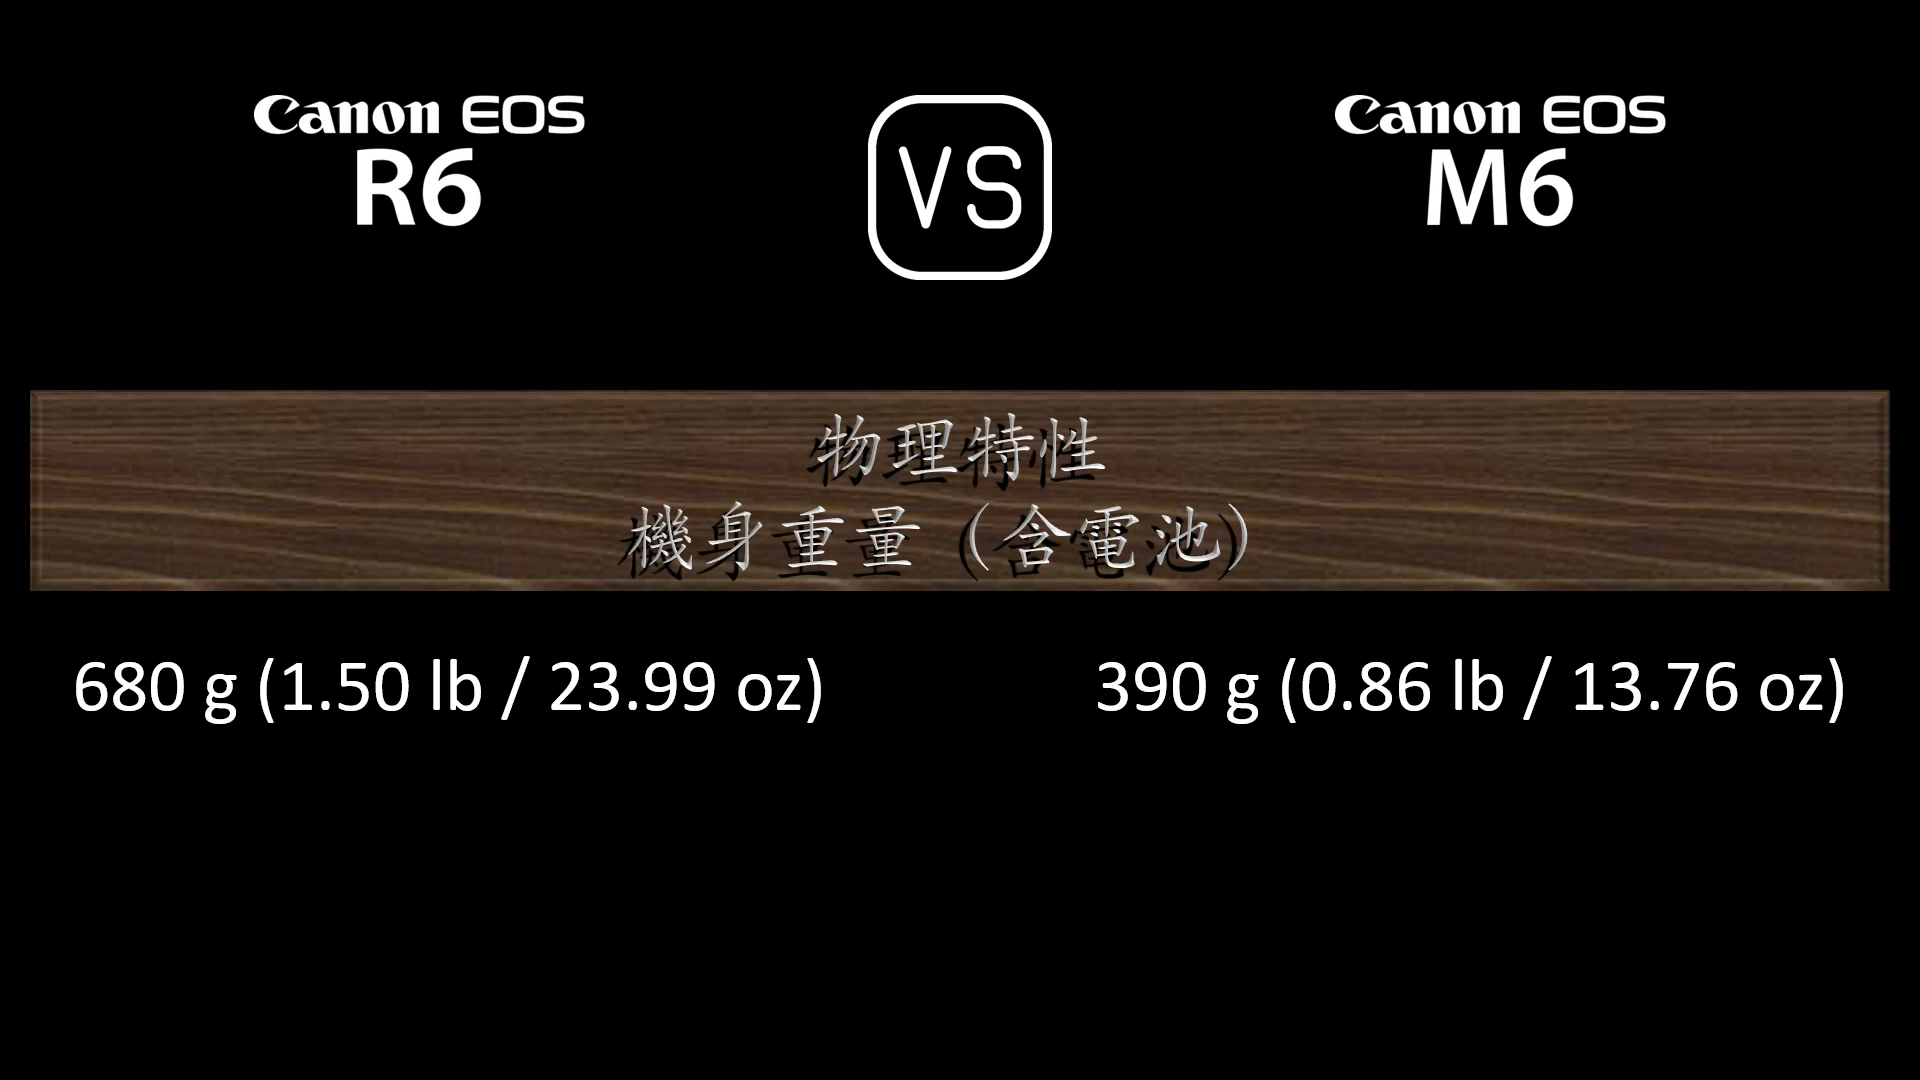 Canon EOS
R6
VS
Canon EOS
M6
物理特性
機身重量（含電池）
680 g (1.50 lb / 23.99 oz)
390 g (0.86 lb / 13.76 oz)